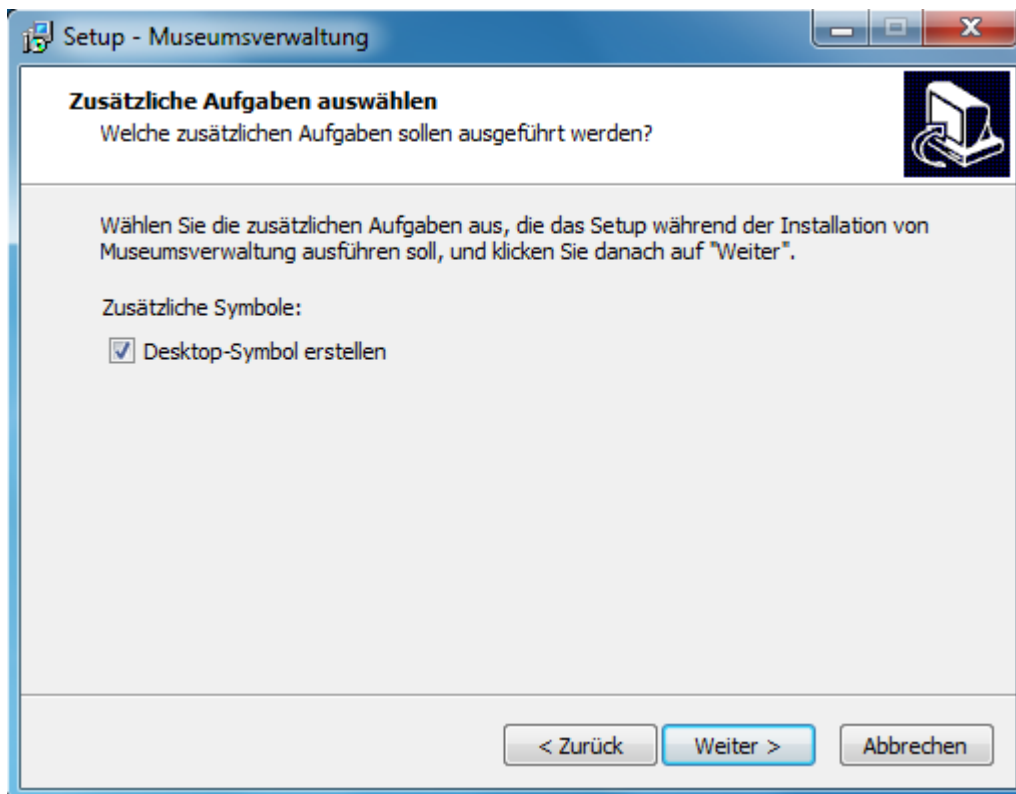 Setup - Museumsverwaltung
Zusätzliche Aufgaben auswählen
Welche zusätzlichen Aufgaben sollen ausgeführt werden?
Wählen Sie die zusätzlichen Aufgaben aus, die das Setup während der Installation von
Museumsverwaltung ausführen soll, und klicken Sie danach auf "Weiter".
Zusätzliche Symbole:
Desktop-Symbol erstellen
< Zurück
Weiter >
Abbrechen